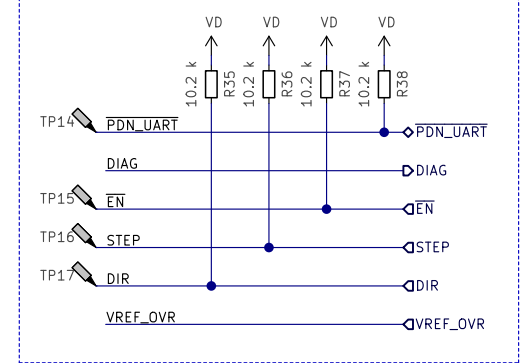 VD VD VD VD
10.2 k R35 10.2 k R36 10.2 k R37 10.2 k R38
TP14 PDN_UART PDN_UART
DIAG DIAG
TP15 EN EN
TP16 STEP STEP
TP17 DIR DIR
VREF_OVR VREF_OVR